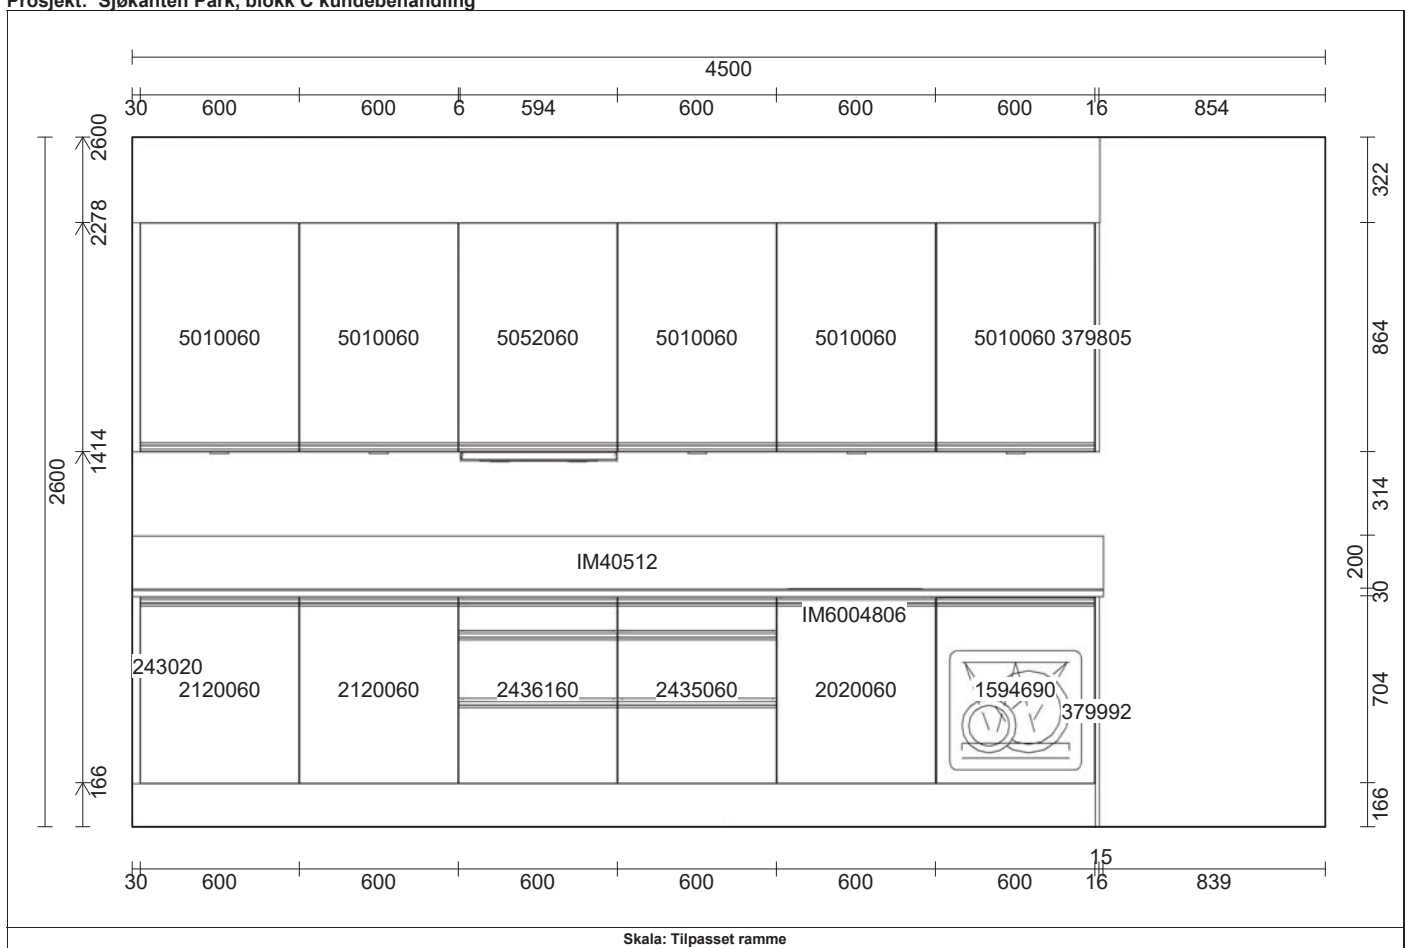 Prosjekt: Sjøkanten Park, blokk C kundebehandling
4500
30 600 600 6 594 600 600 600 16 854
2600
2278
1414
166
2600
322
864
314
200
30
704
166
5010060 5010060 5052060 5010060 5010060 5010060 379805
IM40512
IM6004806
243020
2120060 2120060 2436160 2435060 2020060 1594690
379992
15
30 600 600 600 600 600 600 16 839
Skala: Tilpasset ramme